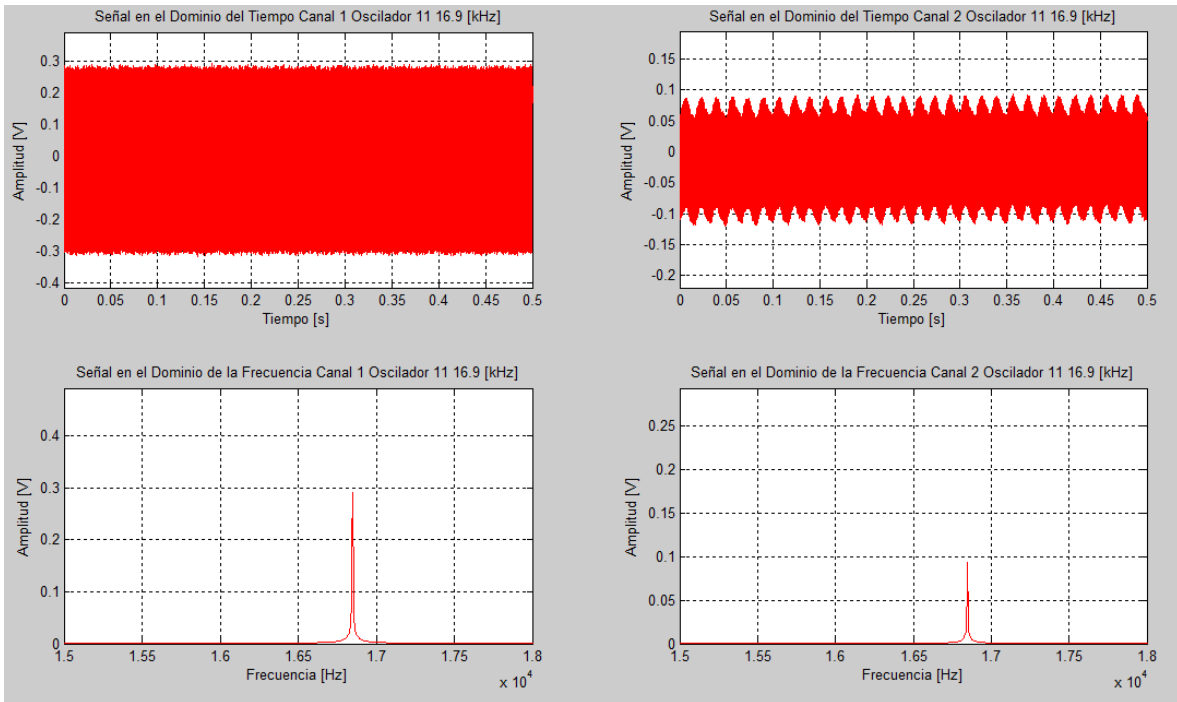 Señal en el Dominio del Tiempo Canal 1 Oscilador 11 16.9 [kHz]
Amplitud [V]
0.3
0.2
0.1
0
-0.1
-0.2
-0.3
-0.4
0 0.05 0.1 0.15 0.2 0.25 0.3 0.35 0.4 0.45 0.5
Tiempo [s]
Señal en el Dominio del Tiempo Canal 2 Oscilador 11 16.9 [kHz]
Amplitud [V]
0.15
0.1
0.05
0
-0.05
-0.1
-0.15
-0.2
0 0.05 0.1 0.15 0.2 0.25 0.3 0.35 0.4 0.45 0.5
Tiempo [s]
Señal en el Dominio de la Frecuencia Canal 1 Oscilador 11 16.9 [kHz]
Amplitud [V]
0.4
0.3
0.2
0.1
0
1.5 1.55 1.6 1.65 1.7 1.75 1.8
Frecuencia [Hz]
x 10^4
Señal en el Dominio de la Frecuencia Canal 2 Oscilador 11 16.9 [kHz]
Amplitud [V]
0.25
0.2
0.15
0.1
0.05
0
1.5 1.55 1.6 1.65 1.7 1.75 1.8
Frecuencia [Hz]
x 10^4